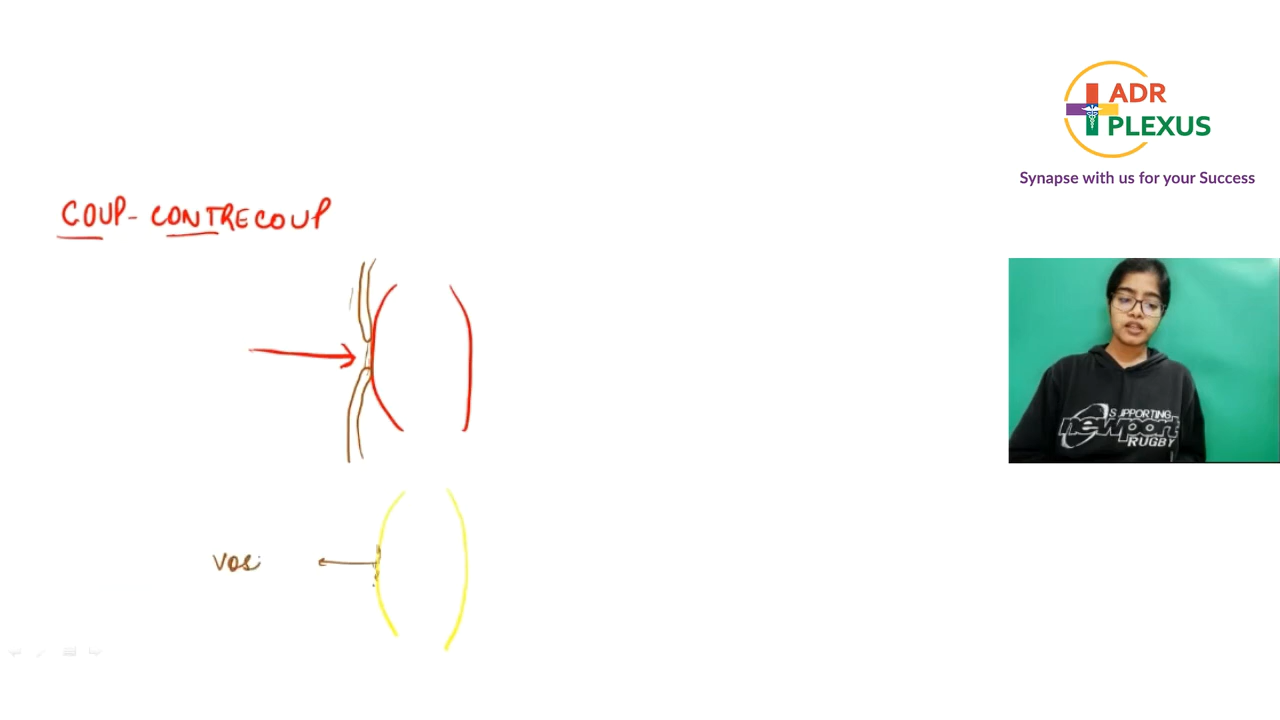 ADR
PLEXUS
Synapse with us for your Success
COUP - CONTRECOUP
SUPPORTING
newport
RUGBY
vos